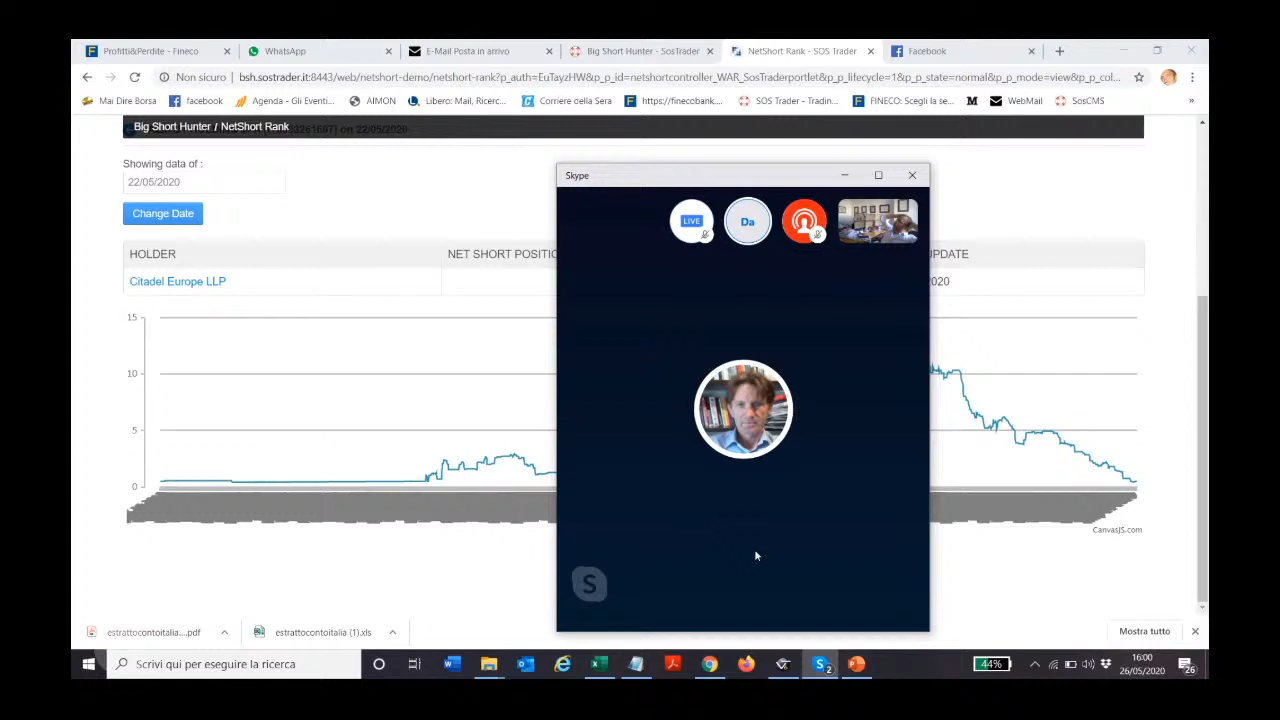 Profitti&Perdite - Fineco
WhatsApp
E-Mail Posta in arrivo
Big Short Hunter - SosTrader
NetShort Rank - SOS Trader
Facebook
Non sicuro
bsh.sostrader.it:8443/web/netshort-demo/netshort-rank?p_auth=EuTayzHW&p_p_id=netshortcontroller_WAR_SosTraderportlet&p_p_lifecycle=1&p_p_state=normal&p_p_mode=view&p_p_col...
Mai Dire Borsa
facebook
Agenda - Gli Eventi...
AIMON
Libero: Mail, Ricerc...
Corriere della Sera
https://finecobank....
SOS Trader - Tradin...
FINECO: Scegli la se...
M
WebMail
SosCMS
Big Short Hunter / NetShort Rank
on 22/05/2020
Showing data of :
22/05/2020
Change Date
HOLDER
NET SHORT POSITIO
UPDATE
Citadel Europe LLP
2020
Skype
LIVE
Da
15
10
5
0
CanvasJS.com
estrattocontoitalia....pdf
estrattocontoitalia (1).xls
Mostra tutto
Scrivi qui per eseguire la ricerca
2
44%
16:00
26/05/2020
26